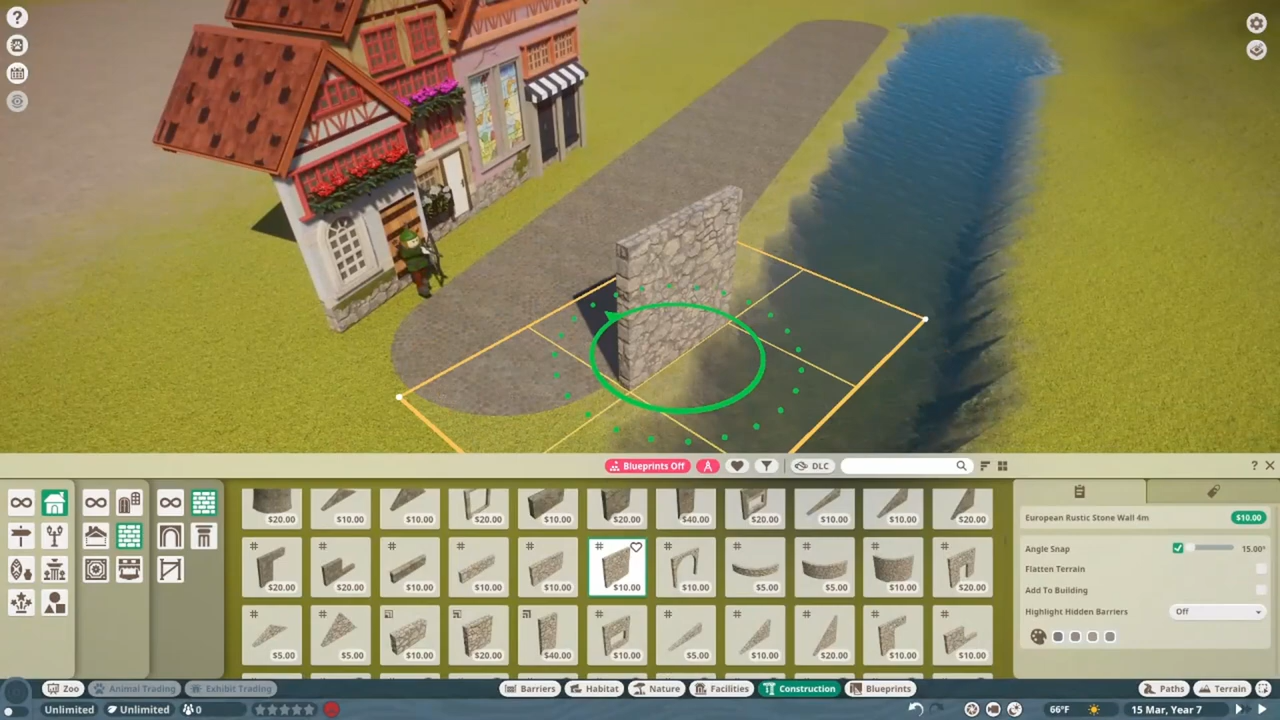 Blueprints Off
DLC
$20.00 $10.00 $10.00 $20.00 $10.00 $20.00 $40.00 $20.00 $10.00 $10.00 $20.00
$20.00 $20.00 $10.00 $10.00 $10.00 $10.00 $10.00 $5.00 $5.00 $10.00 $20.00
$5.00 $5.00 $10.00 $20.00 $40.00 $10.00 $5.00 $10.00 $20.00 $10.00 $10.00
European Rustic Stone Wall 4m $10.00
Angle Snap 15.00°
Flatten Terrain
Add To Building
Highlight Hidden Barriers Off
Zoo Animal Trading Exhibit Trading Barriers Habitat Nature Facilities Construction Blueprints Paths Terrain
Unlimited Unlimited 0 66°F 15 Mar, Year 7